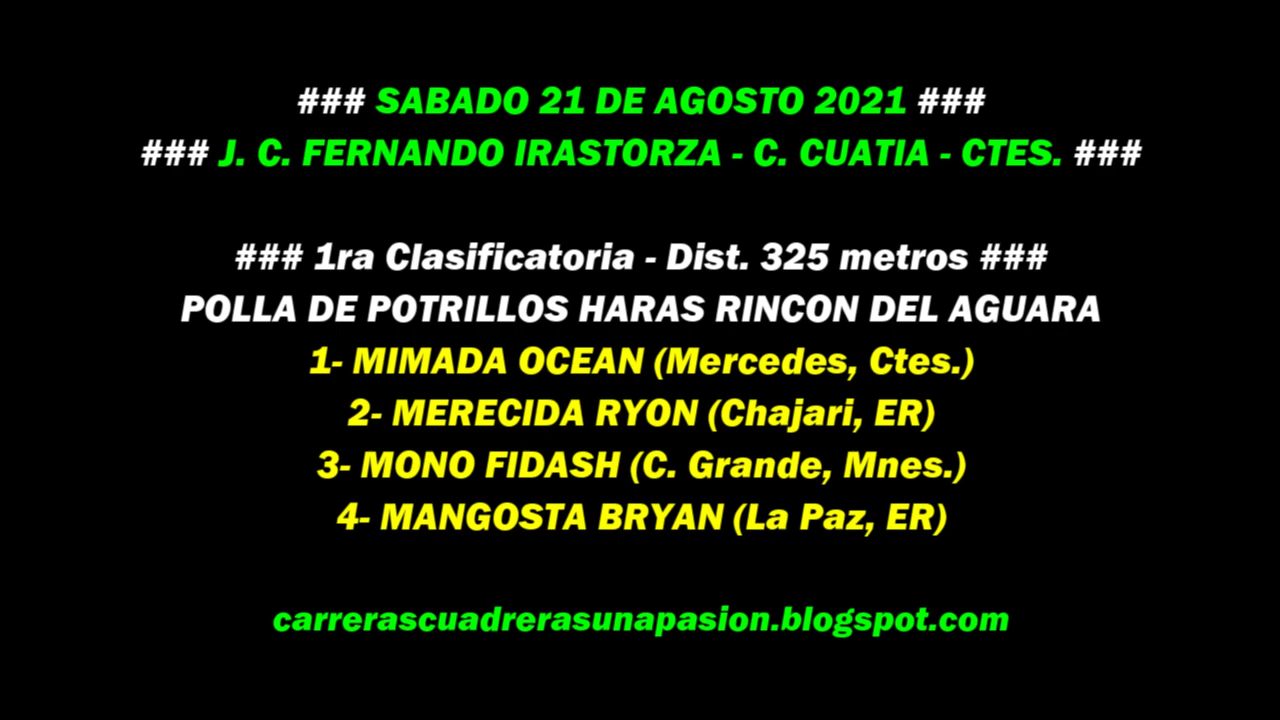 ### SABADO 21 DE AGOSTO 2021 ###
### J. C. FERNANDO IRASTORZA - C. CUATIA - CTES. ###
### 1ra Clasificatoria - Dist. 325 metros ###
POLLA DE POTRILLOS HARAS RINCON DEL AGUARA
1- MIMADA OCEAN (Mercedes, Ctes.)
2- MERECIDA RYON (Chajari, ER)
3- MONO FIDASH (C. Grande, Mnes.)
4- MANGOSTA BRYAN (La Paz, ER)
carrerascuadrerasunapasion.blogspot.com